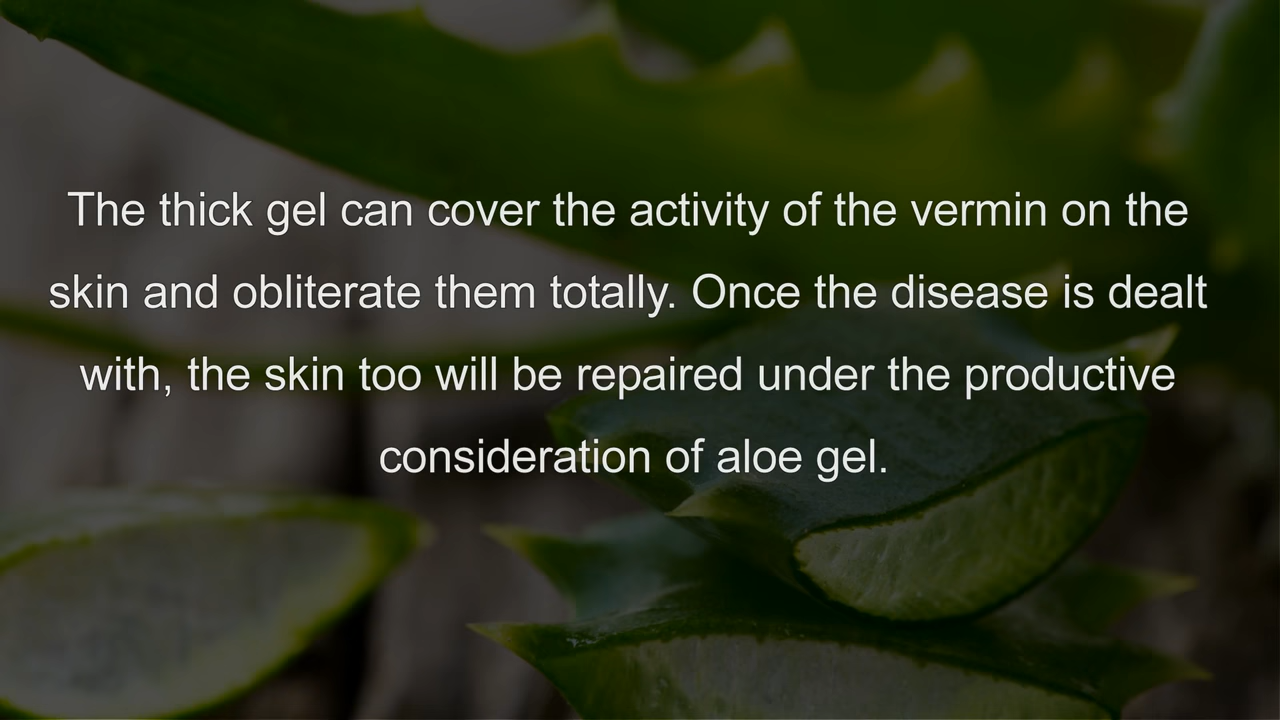 The thick gel can cover the activity of the vermin on the
skin and obliterate them totally. Once the disease is dealt
with, the skin too will be repaired under the productive
consideration of aloe gel.